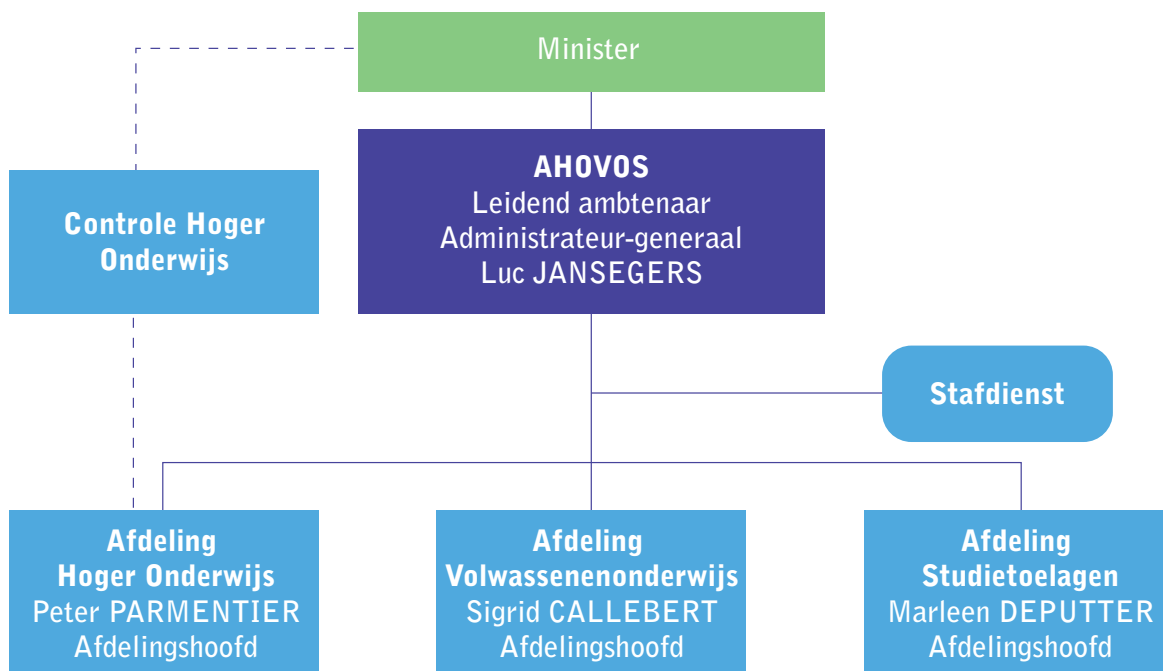 Minister
AHOVOS
Leidend ambtenaar
Administrateur-generaal
Luc JANSEGERS
Controle Hoger
Onderwijs
Stafdienst
Afdeling
Hoger Onderwijs
Peter PARMENTIER
Afdelingshoofd
Afdeling
Volwassenenonderwijs
Sigrid CALLEBERT
Afdelingshoofd
Afdeling
Studietoelagen
Marleen DEPUTTER
Afdelingshoofd